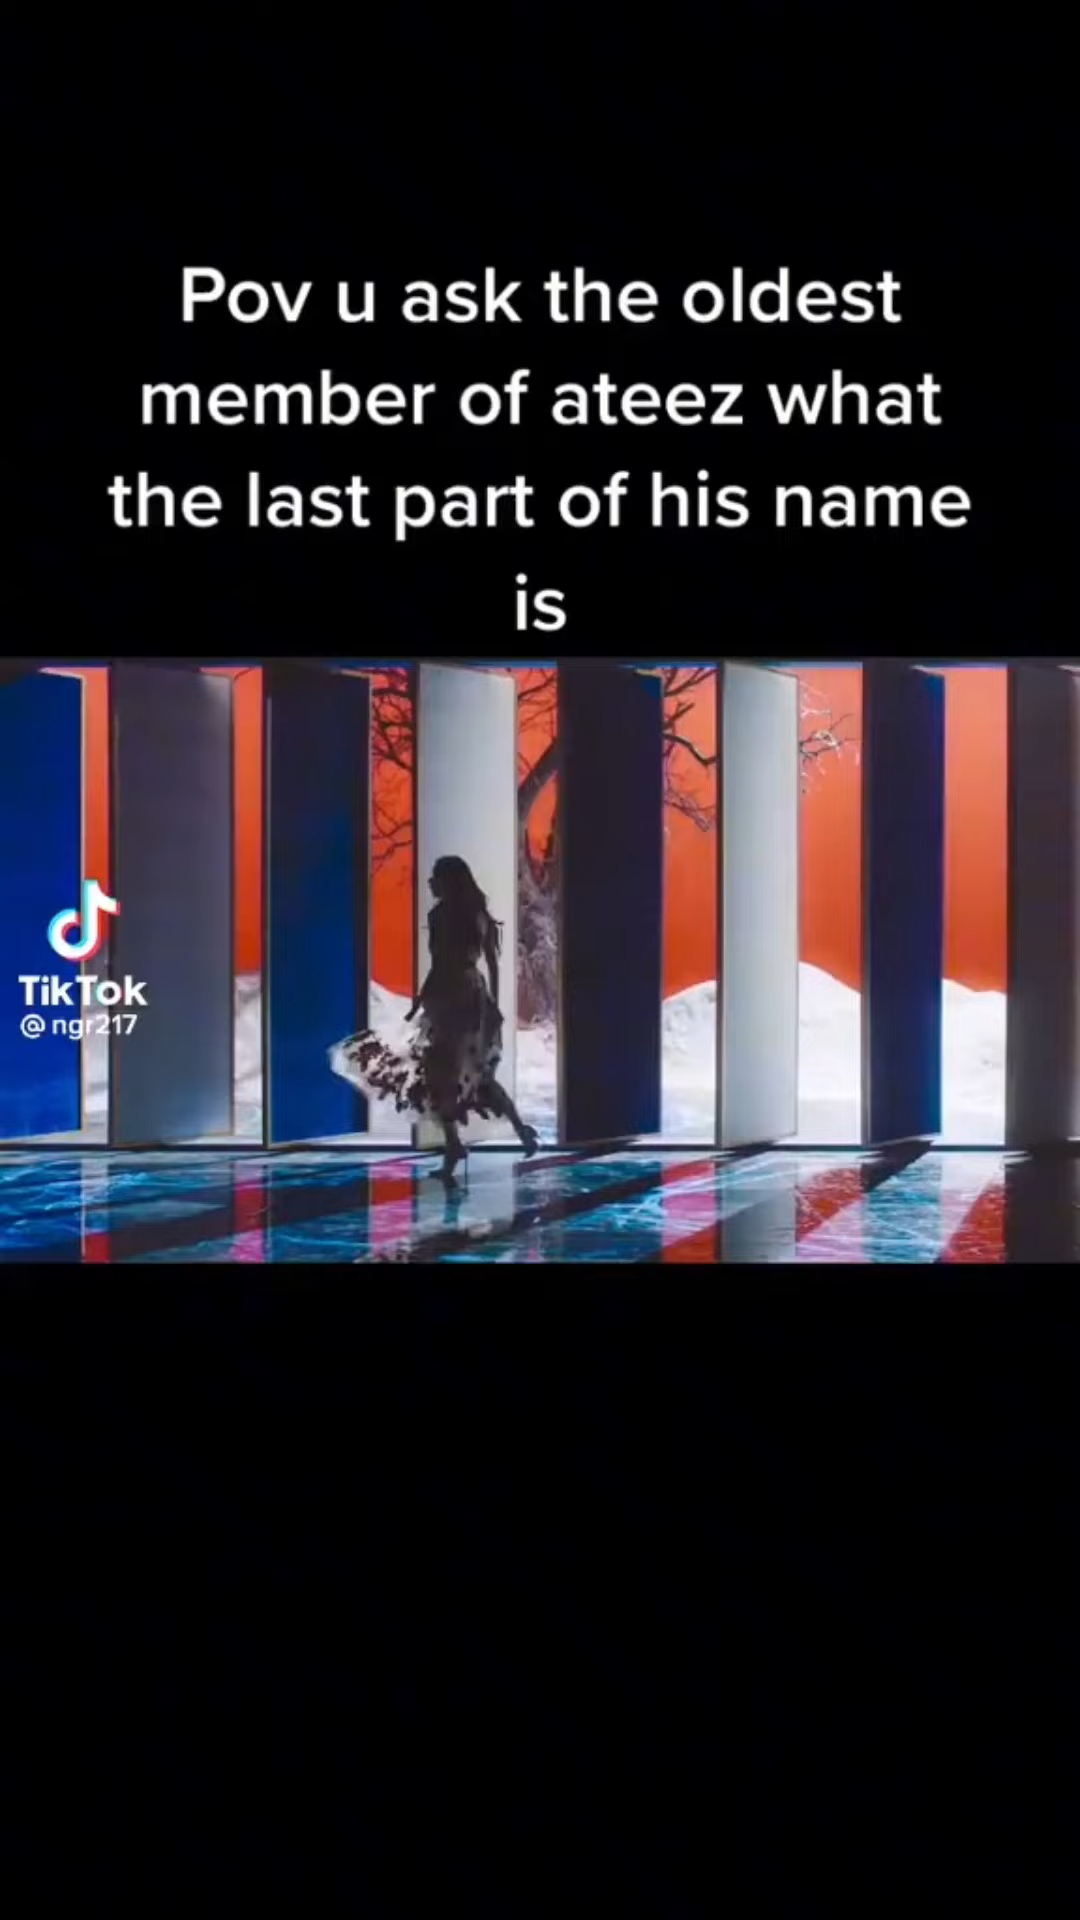 Pov u ask the oldest
member of ateez what
the last part of his name
is
TikTok
@ngr217